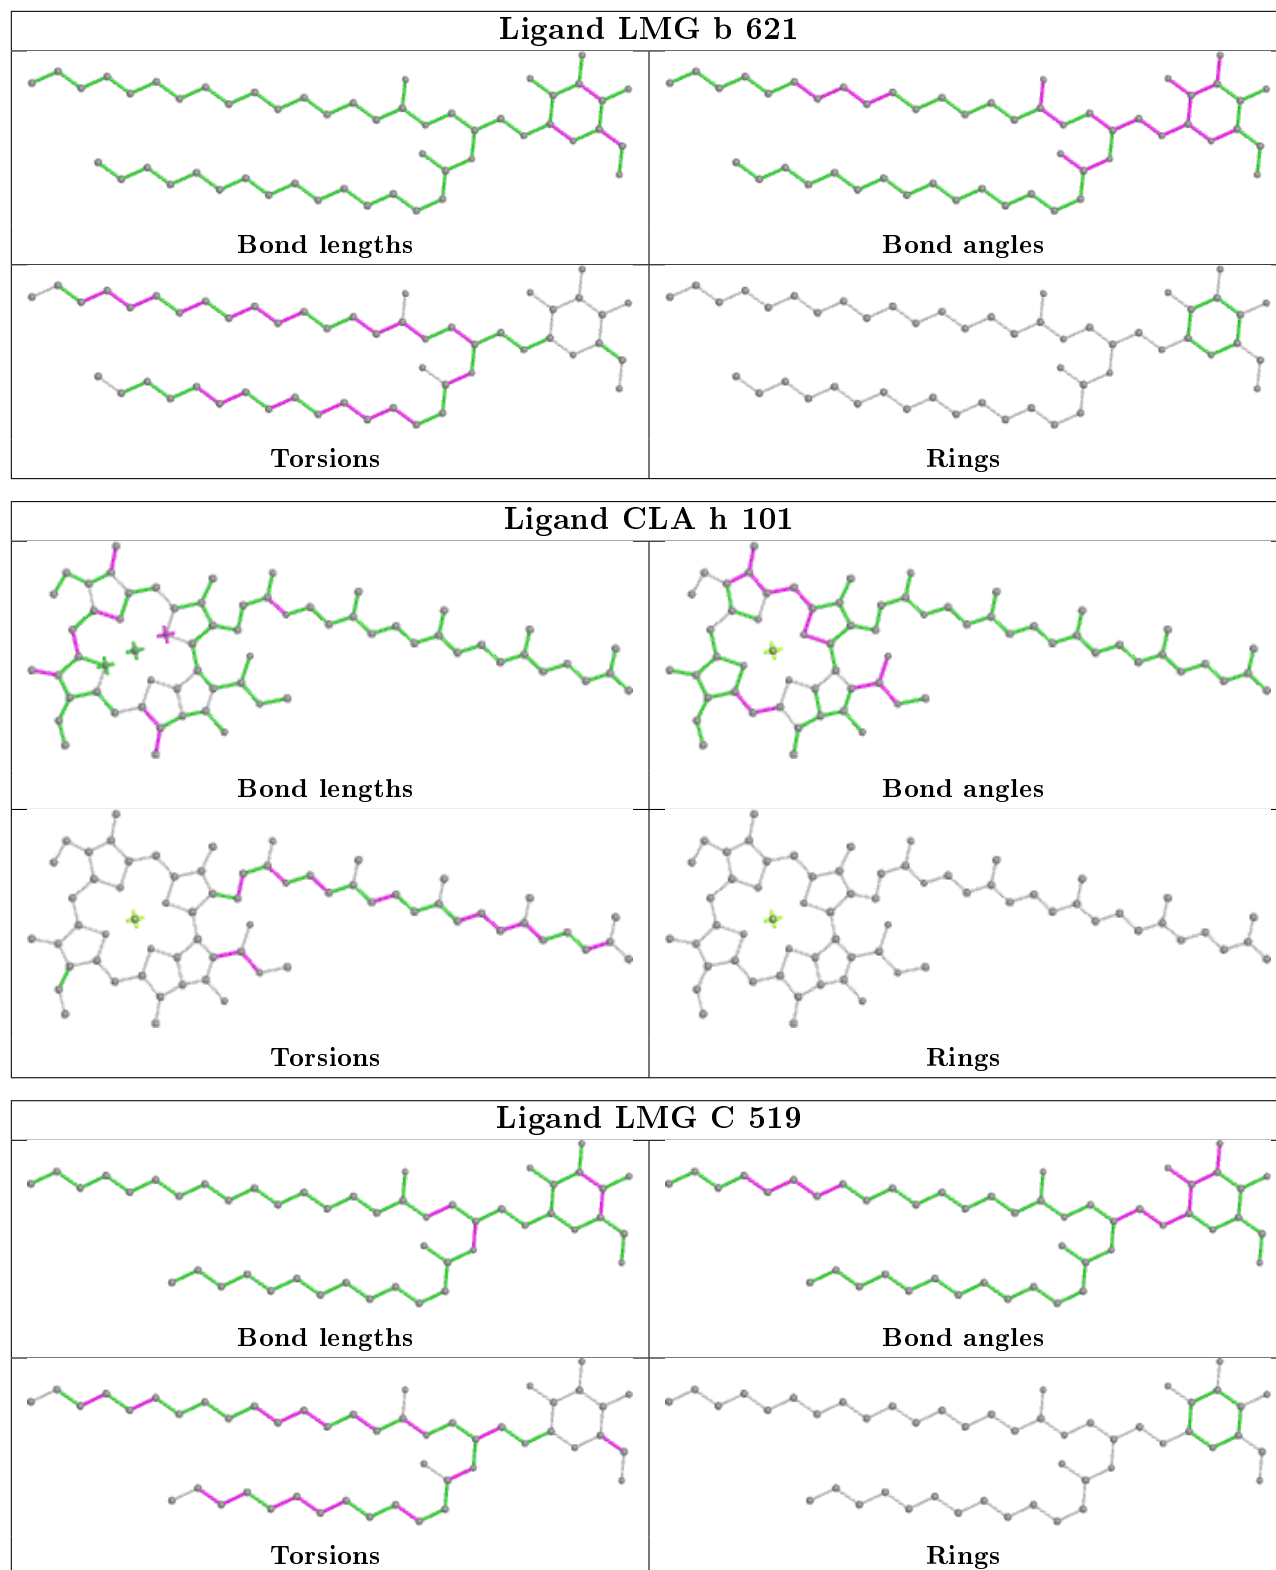 Ligand LMG b 621
Bond lengths
Bond angles
Torsions
Rings
Ligand CLA h 101
Bond lengths
Bond angles
Torsions
Rings
Ligand LMG C 519
Bond lengths
Bond angles
Torsions
Rings